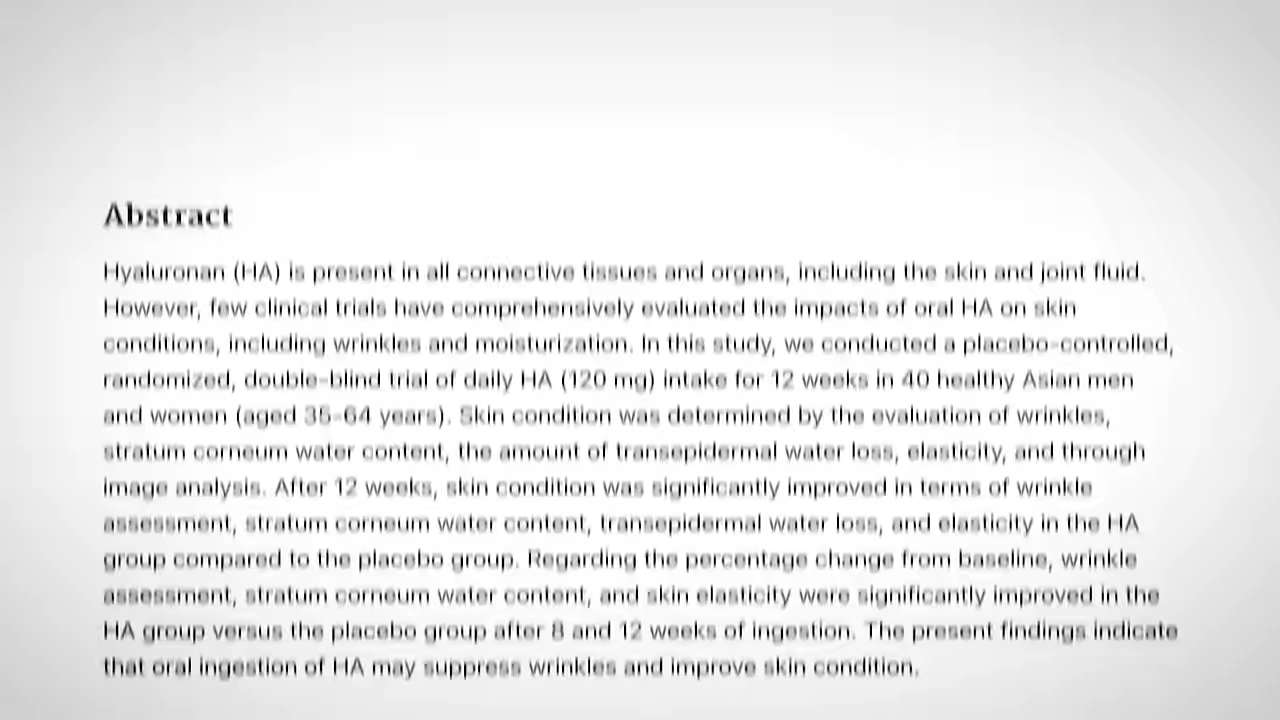 Abstract
Hyaluronan (HA) is present in all connective tissues and organs, including the skin and joint fluid.
However, few clinical trials have comprehensively evaluated the impacts of oral HA on skin
conditions, including wrinkles and moisturization. In this study, we conducted a placebo-controlled,
randomized, double-blind trial of daily HA (120 mg) intake for 12 weeks in 40 healthy Asian men
and women (aged 35-64 years). Skin condition was determined by the evaluation of wrinkles,
stratum corneum water content, the amount of transepidermal water loss, elasticity, and through
image analysis. After 12 weeks, skin condition was significantly improved in terms of wrinkle
assessment, stratum corneum water content, transepidermal water loss, and elasticity in the HA
group compared to the placebo group. Regarding the percentage change from baseline, wrinkle
assessment, stratum corneum water content, and skin elasticity were significantly improved in the
HA group versus the placebo group after 8 and 12 weeks of ingestion. The present findings indicate
that oral ingestion of HA may suppress wrinkles and improve skin condition.